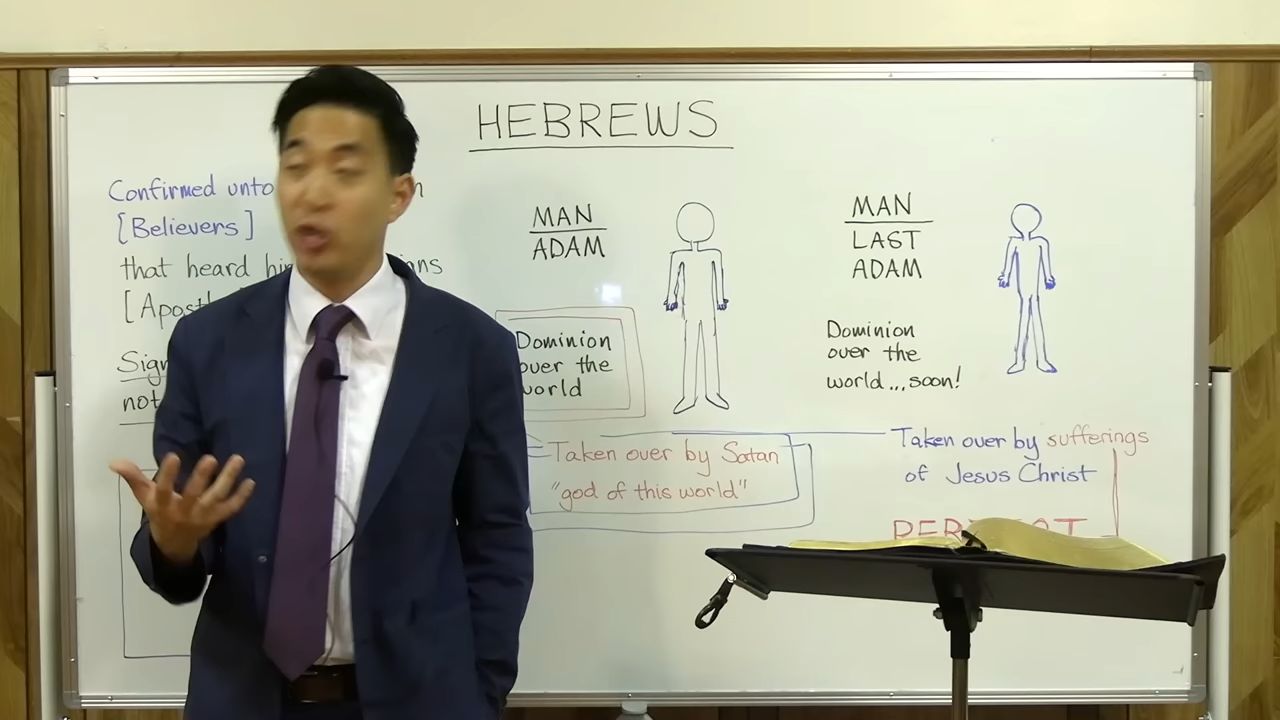 HEBREWS
Confirmed unto
[Believers]
that heard
[Apost
Sign
not
MAN
ADAM
Dominion
over the
world
Taken over by Satan
"god of this world"
MAN
LAST
ADAM
Dominion
over the
world...soon!
Taken over by sufferings
of Jesus Christ